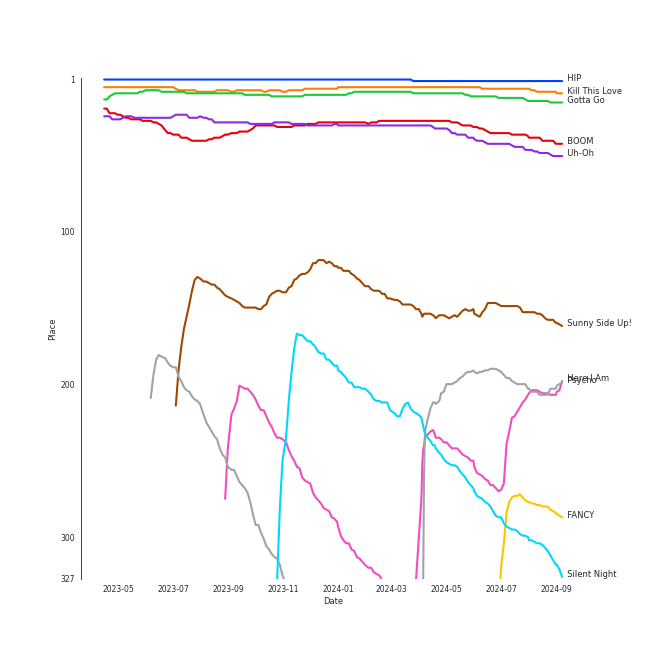 1
100
200
300
327
Place
2023-05
2023-07
2023-09
2023-11
2024-01
2024-03
2024-05
2024-07
2024-09
Date
HIP
Kill This Love
Gotta Go
BOOM
Uh-Oh
Sunny Side Up!
Here I Am
Psycho
FANCY
Silent Night